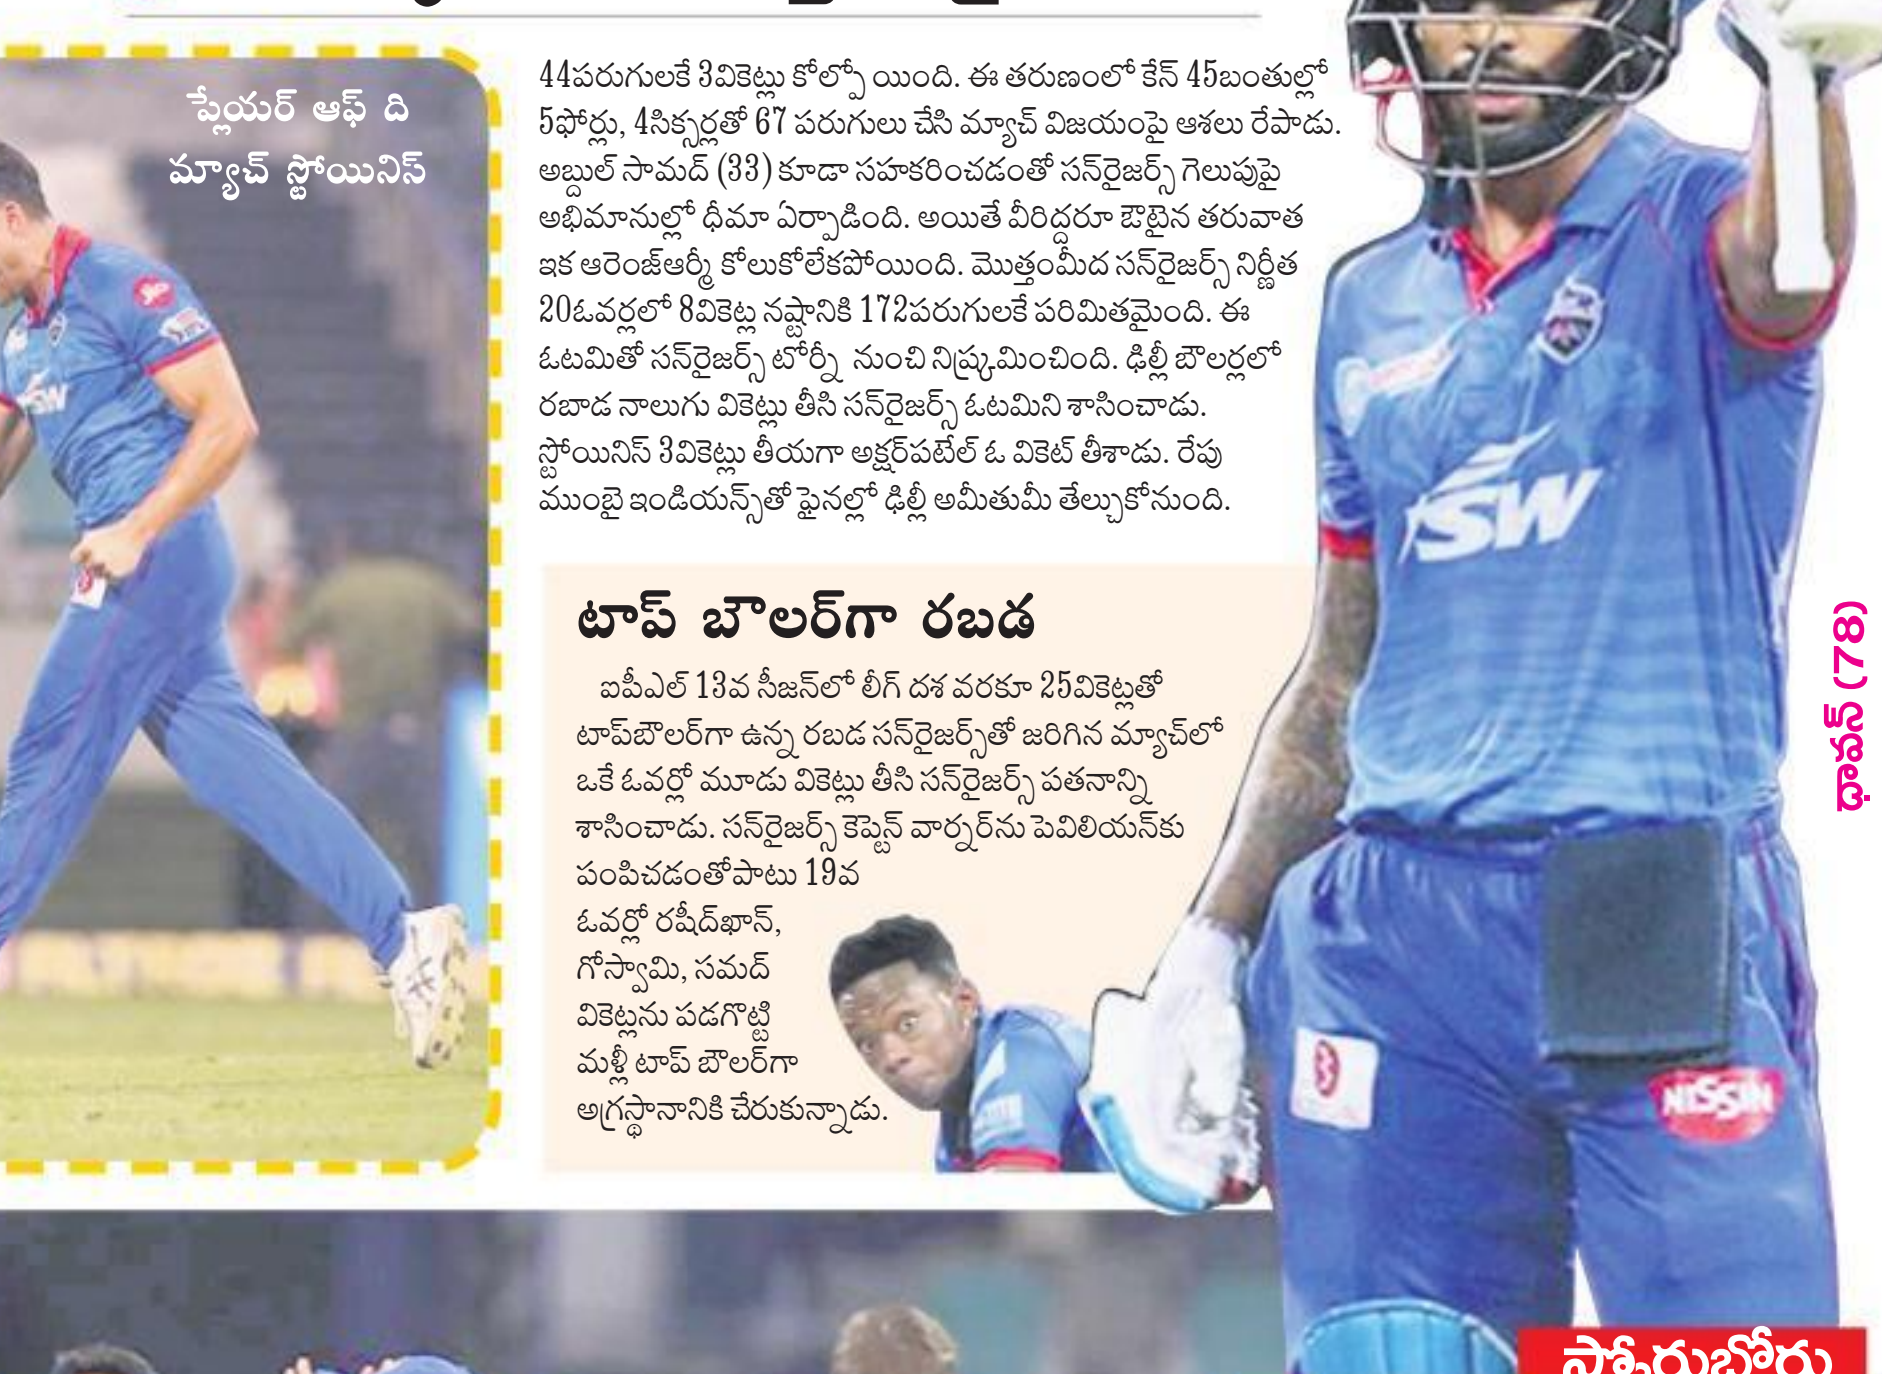 ప్లేయర్ ఆఫ్ ది
మ్యాచ్ స్టోయినిస్
44పరుగులకే 3వికెట్లు కోల్పో యింది. ఈ తరుణంలో కేన్ 45బంతుల్లో
5ఫోర్లు, 4సిక్సర్లతో 67 పరుగులు చేసి మ్యాచ్ విజయంపై ఆశలు రేపాడు.
అబ్దుల్ సామద్ (33) కూడా సహకరించడంతో సన్‌రైజర్స్ గెలుపుపై
అభిమానుల్లో ధీమా ఏర్పాడింది. అయితే వీరిద్దరూ ఔటైన తరువాత
ఇక ఆరెంజ్‌ఆర్మీ కోలుకోలేకపోయింది. మొత్తంమీద సన్‌రైజర్స్ నిర్ణీత
20ఓవర్లలో 8వికెట్ల నష్టానికి 172పరుగులకే పరిమితమైంది. ఈ
ఓటమితో సన్‌రైజర్స్ టోర్నీ నుంచి నిష్క్రమించింది. ఢిల్లీ బౌలర్లలో
రబాడ నాలుగు వికెట్లు తీసి సన్‌రైజర్స్ ఓటమిని శాసించాడు.
స్టోయినిస్ 3వికెట్లు తీయగా అక్షర్‌పటేల్ ఓ వికెట్ తీశాడు. రేపు
ముంబై ఇండియన్స్‌తో ఫైనల్లో ఢిల్లీ అమీతుమీ తేల్చుకోనుంది.
టాప్ బౌలర్‌గా రబడ
ఐపీఎల్ 13వ సీజన్‌లో లీగ్ దశ వరకూ 25వికెట్లతో
టాప్‌బౌలర్‌గా ఉన్న రబడ సన్‌రైజర్స్‌తో జరిగిన మ్యాచ్‌లో
ఒకే ఓవర్లో మూడు వికెట్లు తీసి సన్‌రైజర్స్ పతనాన్ని
శాసించాడు. సన్‌రైజర్స్ కెప్టెన్ వార్నర్‌ను పెవిలియన్‌కు
పంపిచడంతోపాటు 19వ
ఓవర్లో రషీద్‌ఖాన్,
గోస్వామి, సమద్
వికెట్లను పడగొట్టి
మళ్లీ టాప్ బౌలర్‌గా
అగ్రస్థానానికి చేరుకున్నాడు.
ధావన్ (78)
JSW
NISSIN
స్కోరుబోరు